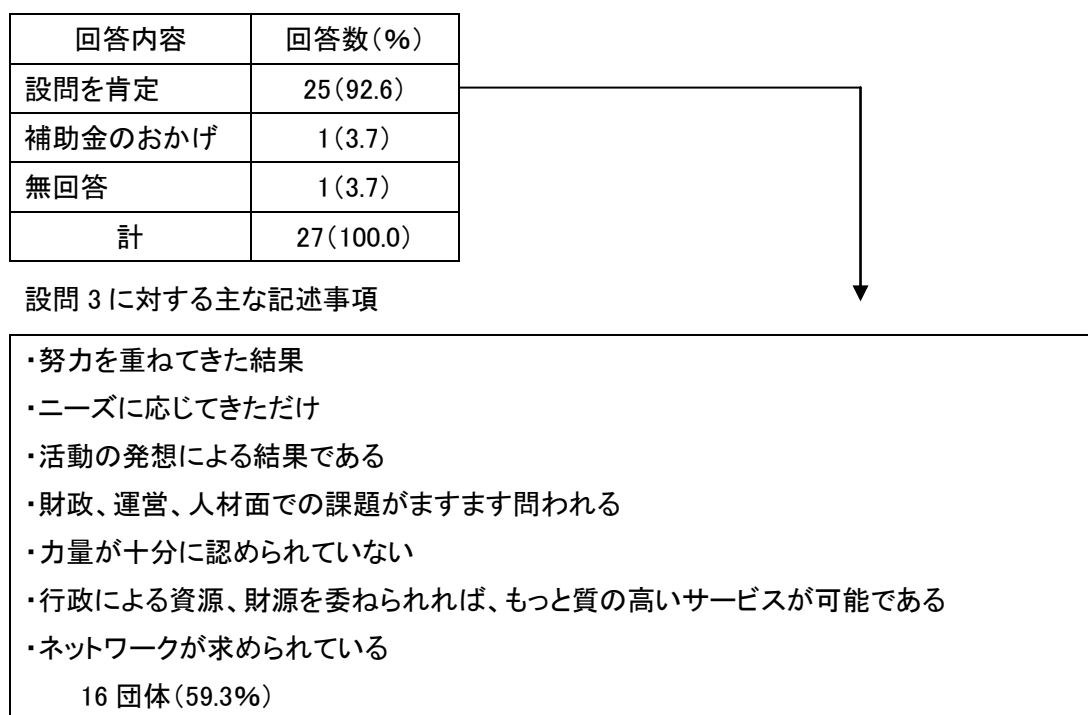 回答内容 回答数(%)
設問を肯定 25(92.6)
補助金のおかげ 1(3.7)
無回答 1(3.7)
計 27(100.0)
設問 3 に対する主な記述事項
・努力を重ねてきた結果
・ニーズに応じてきただけ
・活動の発想による結果である
・財政、運営、人材面での課題がますます問われる
・力量が十分に認められていない
・行政による資源、財源を委ねられれば、もっと質の高いサービスが可能である
・ネットワークが求められている
16 団体(59.3%)